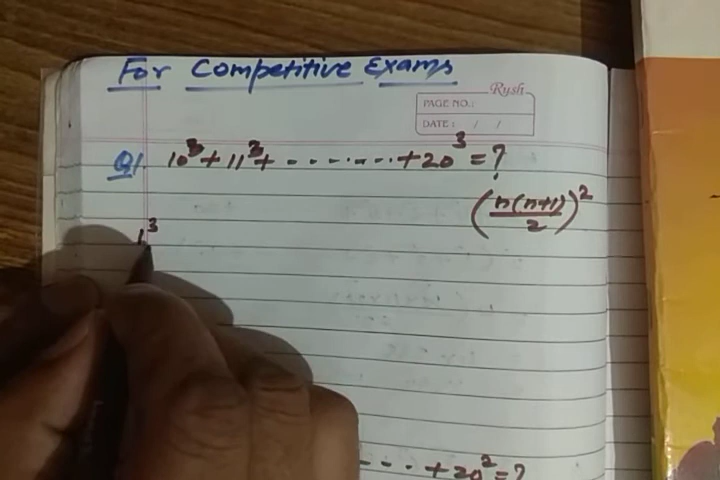 For Competitive Exams
Rysh
PAGE NO.:
DATE: / /
Q1. 10³ + 11³ + - - - - - - - + 20³ = ?
(n(n+1)/2)²
1³
- - - + 20² = ?